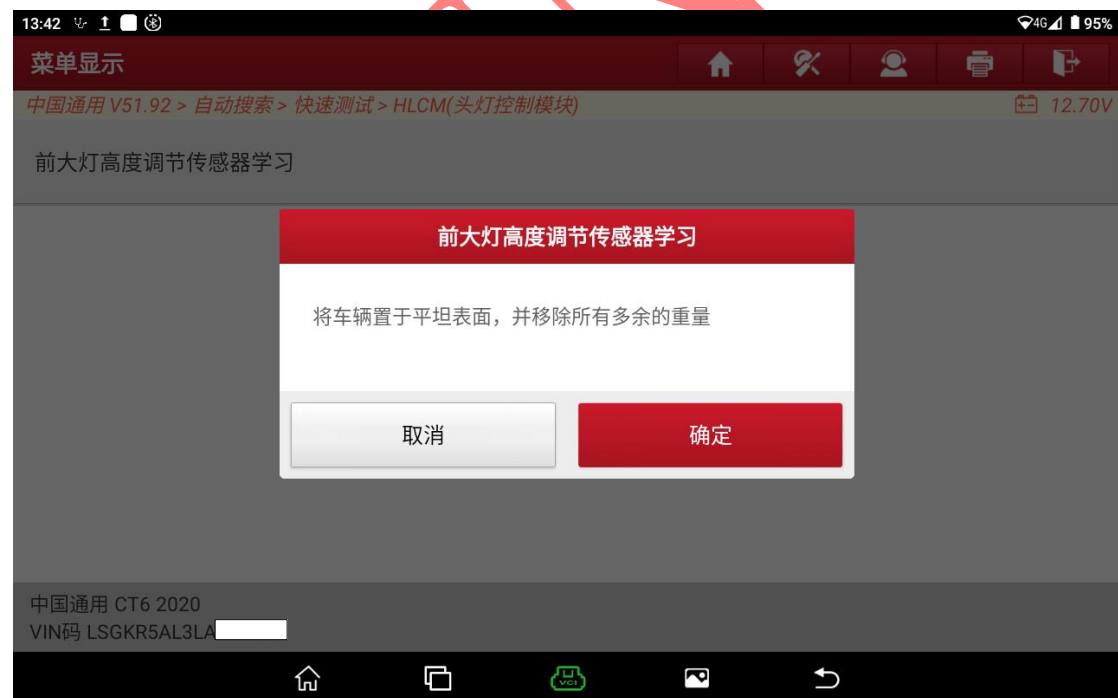 13:42
4G 95%
菜单显示
中国通用 V51.92 > 自动搜索 > 快速测试 > HLCM(头灯控制模块)
12.70V
前大灯高度调节传感器学习
前大灯高度调节传感器学习
将车辆置于平坦表面，并移除所有多余的重量
取消
确定
中国通用 CT6 2020
VIN码 LSGKR5AL3LA
VCI